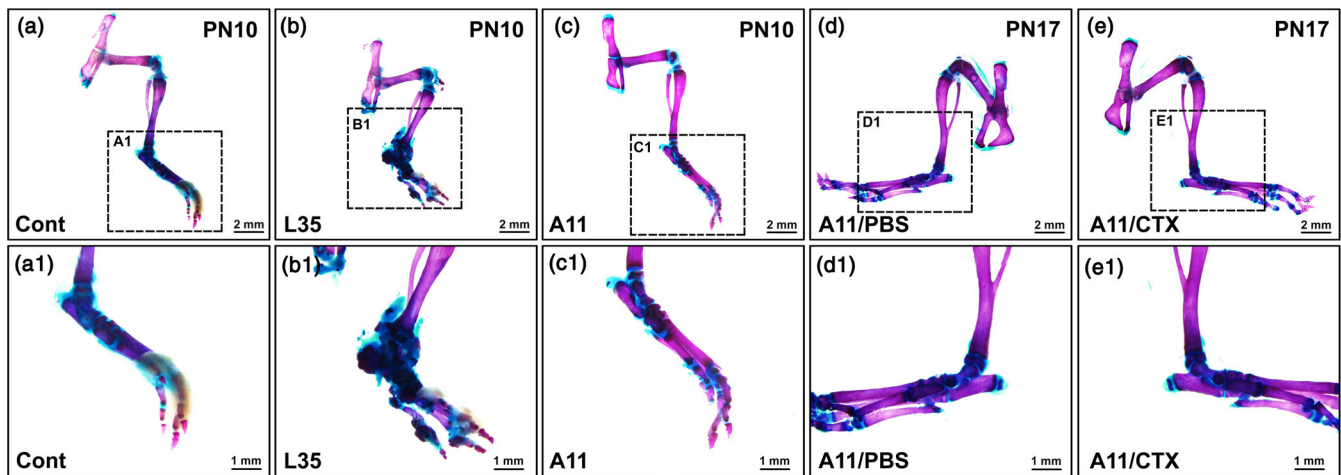 (a) PN10
A1
Cont 2 mm
(b) PN10
B1
L35 2 mm
(c) PN10
C1
A11 2 mm
(d) PN17
D1
A11/PBS 2 mm
(e) PN17
E1
A11/CTX 2 mm
(a1)
Cont 1 mm
(b1)
L35 1 mm
(c1)
A11 1 mm
(d1)
A11/PBS 1 mm
(e1)
A11/CTX 1 mm